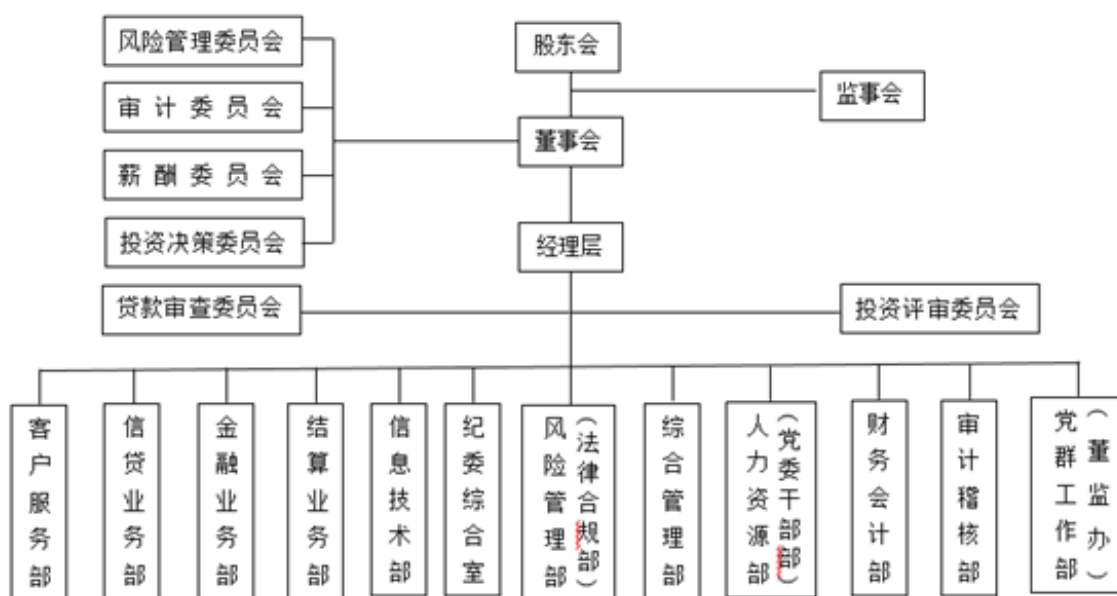 风险管理委员会
股东会
审计委员会
监事会
董事会
薪酬委员会
投资决策委员会
经理层
贷款审查委员会
投资评审委员会
客户服务部
信贷业务部
金融业务部
结算业务部
信息技术部
纪委综合室
风险管理部
（法律合规部）
综合管理部
人力资源部
（党委干部部）
财务会计部
审计稽核部
党群工作部
（董监办）